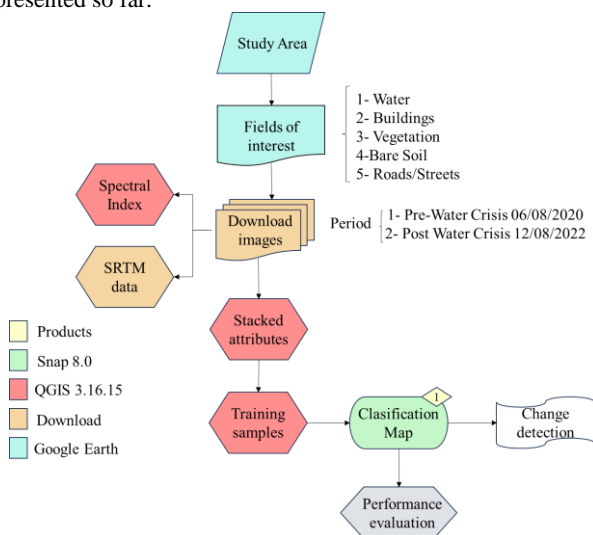 presented so far.
Study Area
Fields of
interest
1- Water
2- Buildings
3- Vegetation
4-Bare Soil
5- Roads/Streets
Spectral
Index
Download
images
Period
1- Pre-Water Crisis 06/08/2020
2- Post Water Crisis 12/08/2022
SRTM
data
Stacked
attributes
Products
Snap 8.0
QGIS 3.16.15
Download
Google Earth
Training
samples
1
Clasification
Map
Change
detection
Performance
evaluation